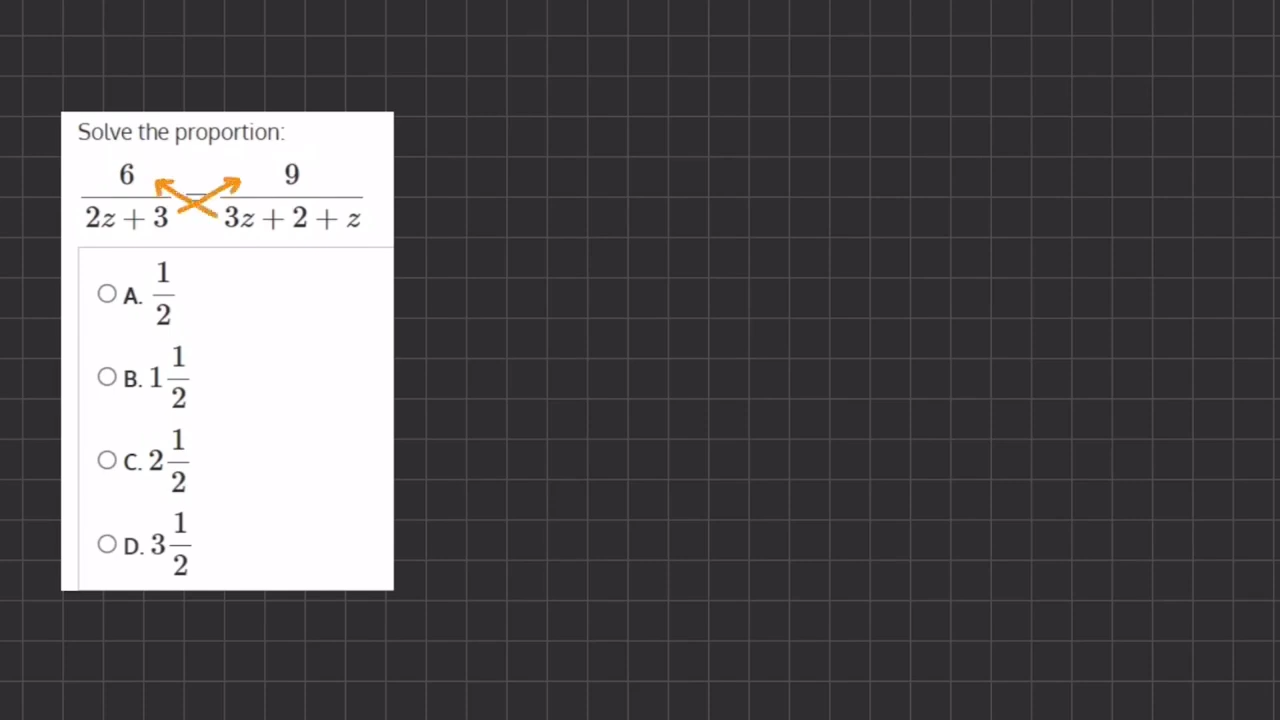 Solve the proportion:
6 9
=
2z + 3 3z + 2 + z
A. 1
2
B. 1 1
2
C. 2 1
2
D. 3 1
2